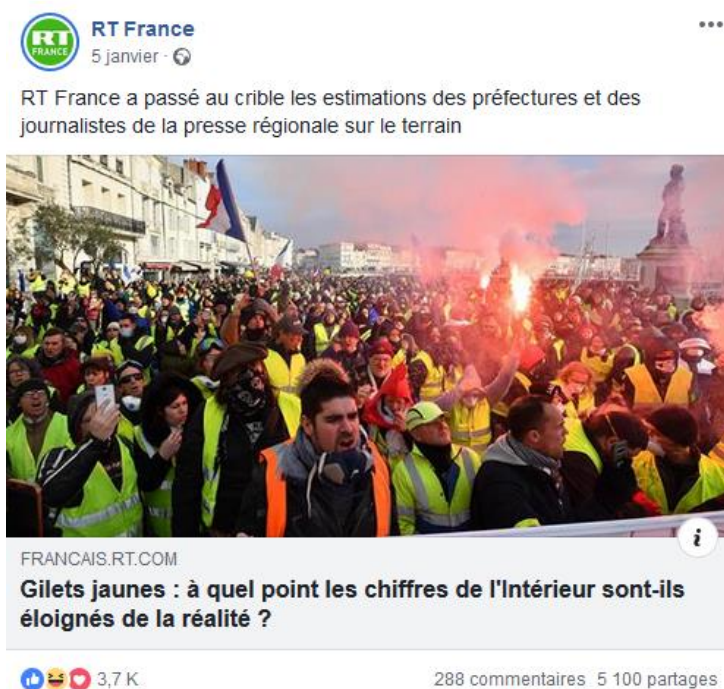 RT
FRANCE
RT France
5 janvier ·
RT France a passé au crible les estimations des préfectures et des
journalistes de la presse régionale sur le terrain
i
FRANCAIS.RT.COM
Gilets jaunes : à quel point les chiffres de l'Intérieur sont-ils
éloignés de la réalité ?
3,7 K 288 commentaires 5 100 partages